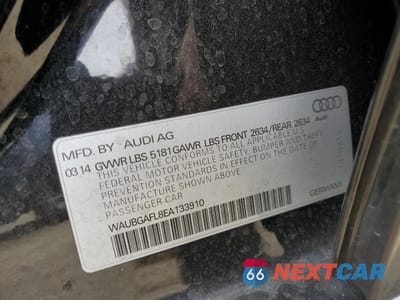 MFD. BY AUDI AG
03.14 GVWR LBS 5181 GAWR LBS FRONT 2634/REAR 2634
THIS VEHICLE CONFORMS TO ALL APPLICABLE U.S.
FEDERAL MOTOR VEHICLE SAFETY, BUMPER AND THEFT
PREVENTION STANDARDS IN EFFECT ON THE DATE OF
MANUFACTURE SHOWN ABOVE.
PASSENGER CAR
WAUBGAFL8EA133910
GERMANY
Audi
66 NEXTCAR